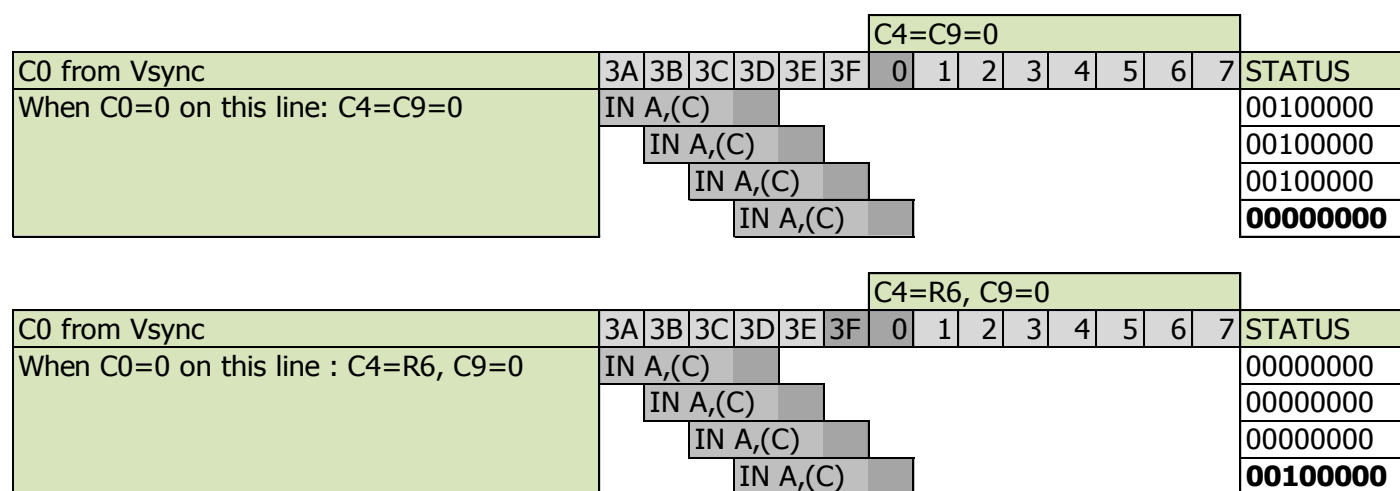 C4=C9=0
C0 from Vsync 3A 3B 3C 3D 3E 3F 0 1 2 3 4 5 6 7 STATUS
When C0=0 on this line: C4=C9=0 IN A,(C) 00100000
IN A,(C) 00100000
IN A,(C) 00100000
IN A,(C) 00000000
C4=R6, C9=0
C0 from Vsync 3A 3B 3C 3D 3E 3F 0 1 2 3 4 5 6 7 STATUS
When C0=0 on this line : C4=R6, C9=0 IN A,(C) 00000000
IN A,(C) 00000000
IN A,(C) 00000000
IN A,(C) 00100000